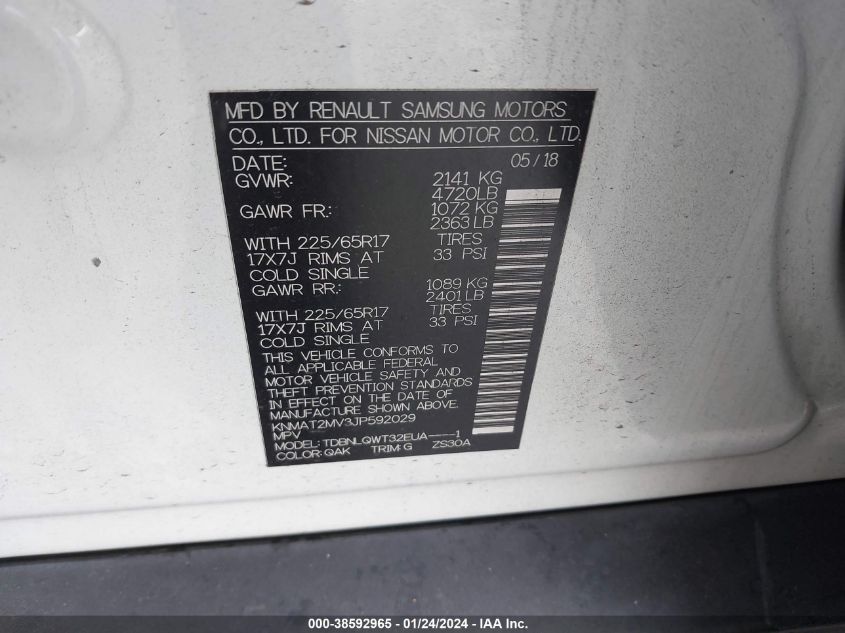 MFD BY RENAULT SAMSUNG MOTORS
CO., LTD. FOR NISSAN MOTOR CO., LTD.
DATE: 05/18
GVWR: 2141 KG
4720LB
GAWR FR: 1072 KG
2363 LB
WITH 225/65R17 TIRES
17X7J RIMS AT 33 PSI
COLD SINGLE
GAWR RR: 1089 KG
2401 LB
WITH 225/65R17 TIRES
17X7J RIMS AT 33 PSI
COLD SINGLE
THIS VEHICLE CONFORMS TO
ALL APPLICABLE FEDERAL
MOTOR VEHICLE SAFETY AND
THEFT PREVENTION STANDARDS
IN EFFECT ON THE DATE OF
MANUFACTURE SHOWN ABOVE.
KNMAT2MV3JP592029
MPV
MODEL: TDBNLQWT32EUA----1
COLOR: QAK TRIM: G ZS30A
000-38592965 - 01/24/2024 - IAA Inc.